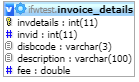 ifwtest.invoice_details
invdetails : int(11)
invid : int(11)
disbcode : varchar(3)
description : varchar(100)
fee : double